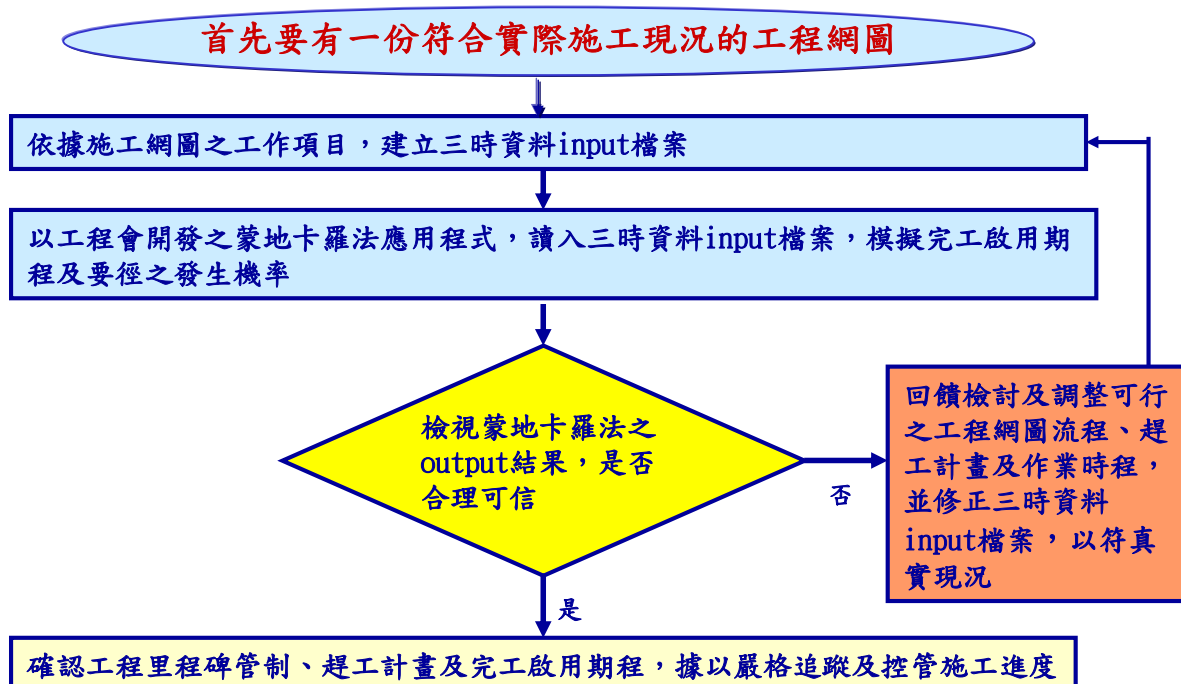 首先要有一份符合實際施工現況的工程網圖
依據施工網圖之工作項目，建立三時資料input檔案
以工程會開發之蒙地卡羅法應用程式，讀入三時資料input檔案，模擬完工啟用期
程及要徑之發生機率
檢視蒙地卡羅法之
output結果，是否
合理可信
否
回饋檢討及調整可行
之工程網圖流程、趕
工計畫及作業時程，
並修正三時資料
input檔案，以符真
實現況
是
確認工程里程碑管制、趕工計畫及完工啟用期程，據以嚴格追蹤及控管施工進度